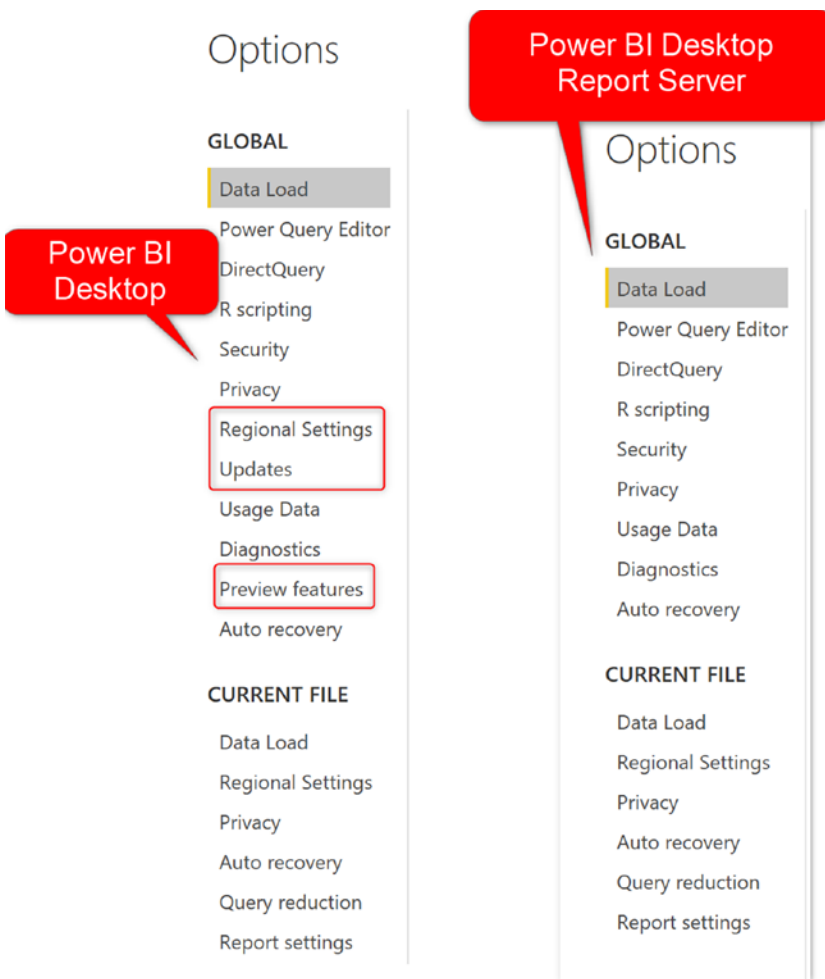 Options
GLOBAL
Data Load
Power Query Editor
DirectQuery
R scripting
Security
Privacy
Regional Settings
Updates
Usage Data
Diagnostics
Preview features
Auto recovery
CURRENT FILE
Data Load
Regional Settings
Privacy
Auto recovery
Query reduction
Report settings
Power BI
Desktop
Power BI Desktop
Report Server
Options
GLOBAL
Data Load
Power Query Editor
DirectQuery
R scripting
Security
Privacy
Usage Data
Diagnostics
Auto recovery
CURRENT FILE
Data Load
Regional Settings
Privacy
Auto recovery
Query reduction
Report settings